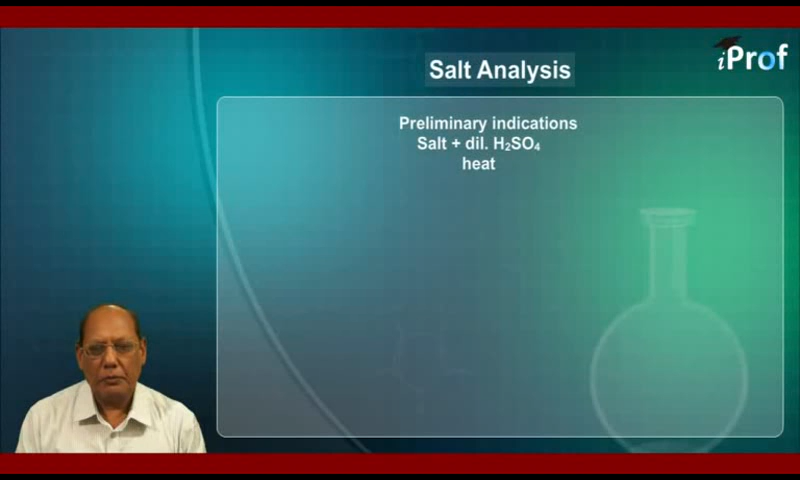 iProf
Salt Analysis
Preliminary indications
Salt + dil. H₂SO₄
heat